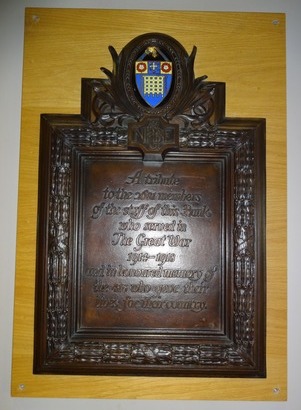 A tribute
to the members
of the staff of this Bank
who served in
The Great War
1914–1918
and in honoured memory of
the who gave their
lives for their country.